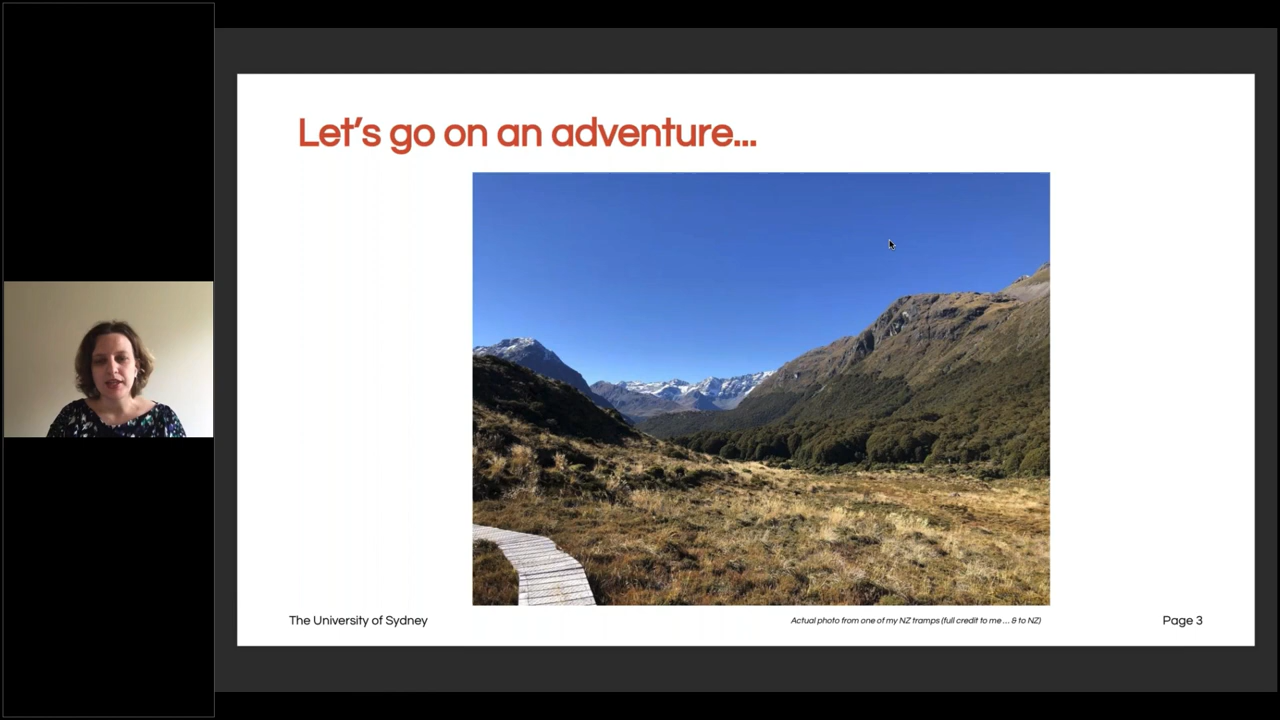 Let's go on an adventure...
The University of Sydney
Actual photo from one of my NZ tramps (full credit to me ... & to NZ)
Page 3